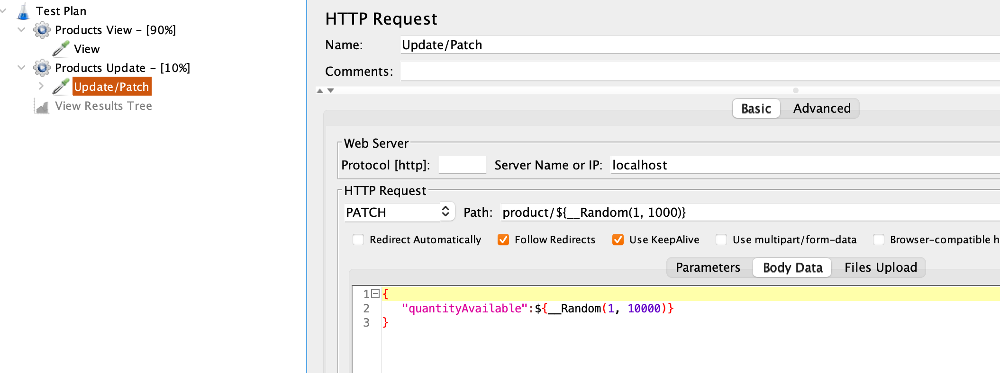 Test Plan
Products View – [90%]
View
Products Update – [10%]
Update/Patch
View Results Tree
HTTP Request
Name: Update/Patch
Comments:
Basic Advanced
Web Server
Protocol [http]: Server Name or IP: localhost
HTTP Request
PATCH Path: product/${__Random(1, 1000)}
Redirect Automatically Follow Redirects Use KeepAlive Use multipart/form-data Browser-compatible h
Parameters Body Data Files Upload
1 {
2 "quantityAvailable":${__Random(1, 10000)}
3 }